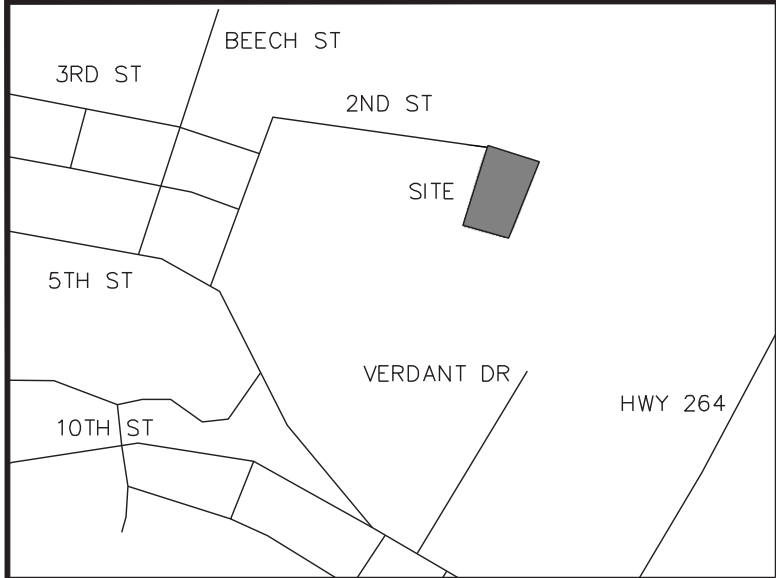 BEECH ST
3RD ST
2ND ST
SITE
5TH ST
VERDANT DR
HWY 264
10TH ST